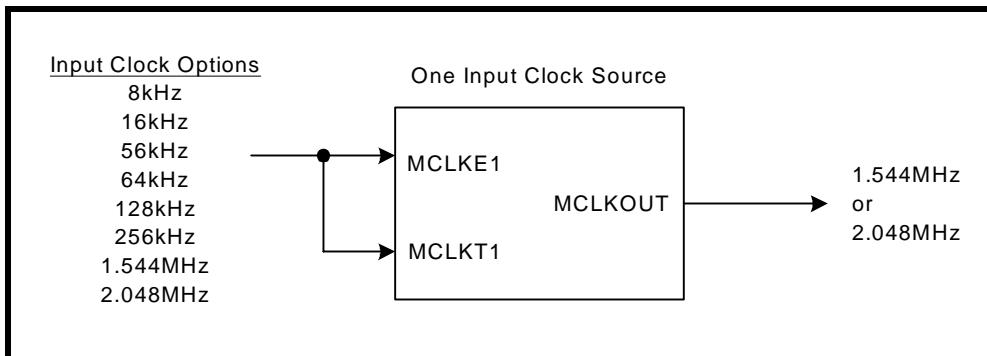 Input Clock Options
8kHz
16kHz
56kHz
64kHz
128kHz
256kHz
1.544MHz
2.048MHz
One Input Clock Source
MCLKE1
MCLKOUT
MCLKT1
1.544MHz
or
2.048MHz